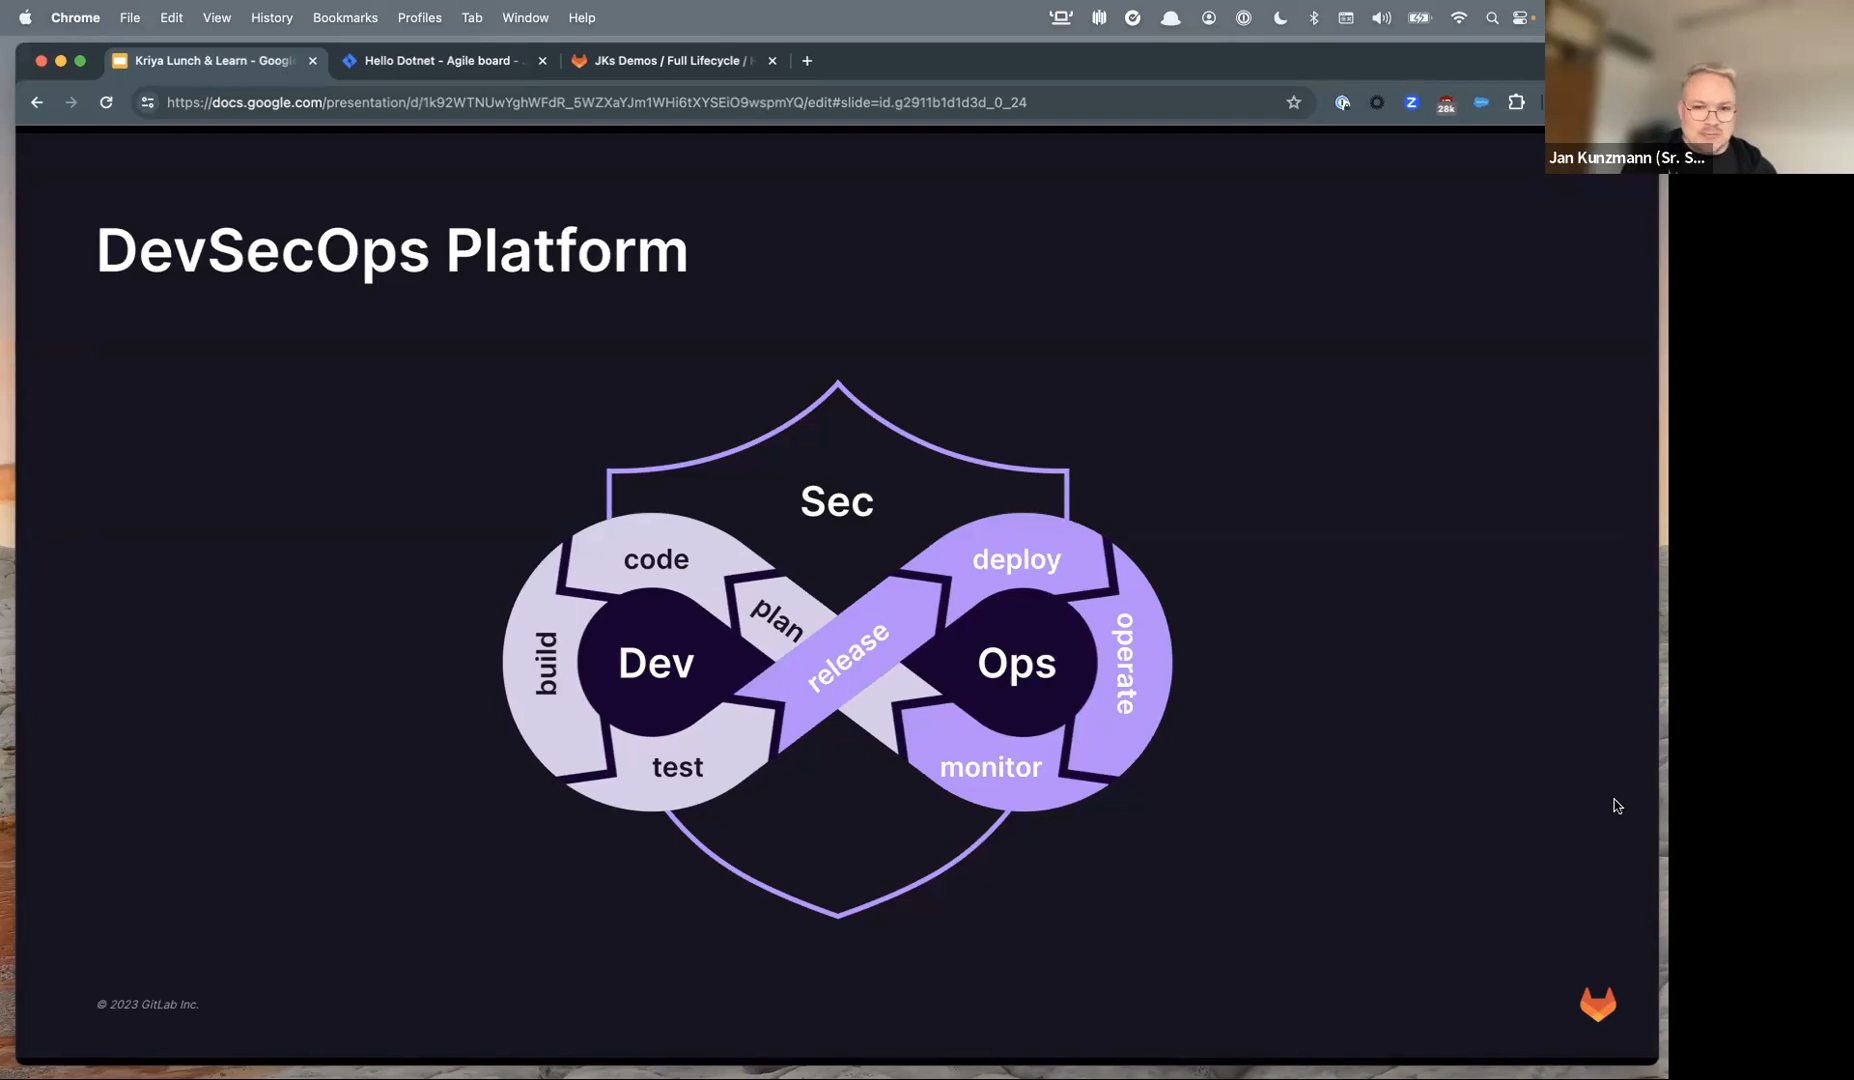 Chrome File Edit View History Bookmarks Profiles Tab Window Help
Kriya Lunch & Learn - Google
Hello Dotnet - Agile board -
JKs Demos / Full Lifecycle /
https://docs.google.com/presentation/d/1k92WTNUwYghWFdR_5WZXaYJm1WHi6tXYSEiO9wspmYQ/edit#slide=id.g2911b1d1d3d_0_24
Z
28k
Jan Kunzmann (Sr. S...
DevSecOps Platform
Sec
code
deploy
plan
release
build
Dev
Ops
operate
test
monitor
© 2023 GitLab Inc.